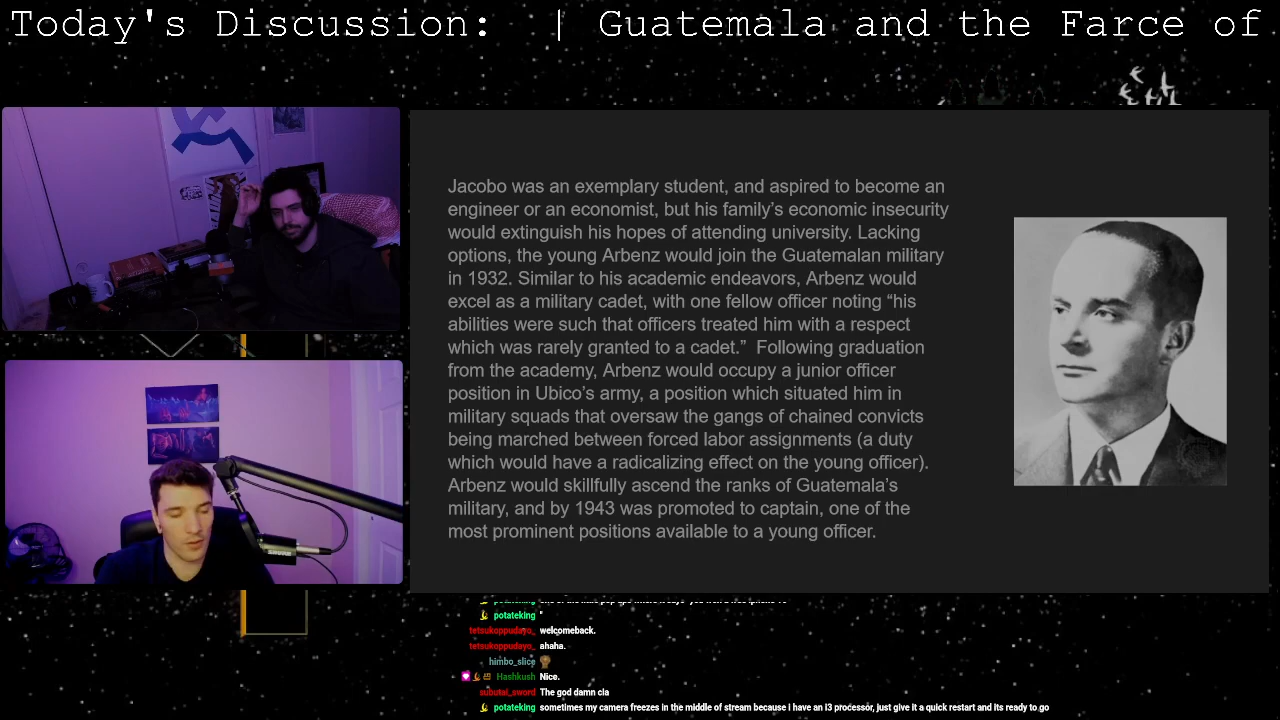 Today's Discussion:  | Guatemala and the Farce of
Jacobo was an exemplary student, and aspired to become an
engineer or an economist, but his family’s economic insecurity
would extinguish his hopes of attending university. Lacking
options, the young Arbenz would join the Guatemalan military
in 1932. Similar to his academic endeavors, Arbenz would
excel as a military cadet, with one fellow officer noting “his
abilities were such that officers treated him with a respect
which was rarely granted to a cadet.”  Following graduation
from the academy, Arbenz would occupy a junior officer
position in Ubico’s army, a position which situated him in
military squads that oversaw the gangs of chained convicts
being marched between forced labor assignments (a duty
which would have a radicalizing effect on the young officer).
Arbenz would skillfully ascend the ranks of Guatemala’s
military, and by 1943 was promoted to captain, one of the
most prominent positions available to a young officer.
SHURE
potateking "
tetsukoppudayo_ welcomeback.
tetsukoppudayo_ ahaha.
himbo_slice
Hashkush Nice.
subutai_sword The god damn cia
potateking sometimes my camera freezes in the middle of stream because i have an i3 processor, just give it a quick restart and its ready to go